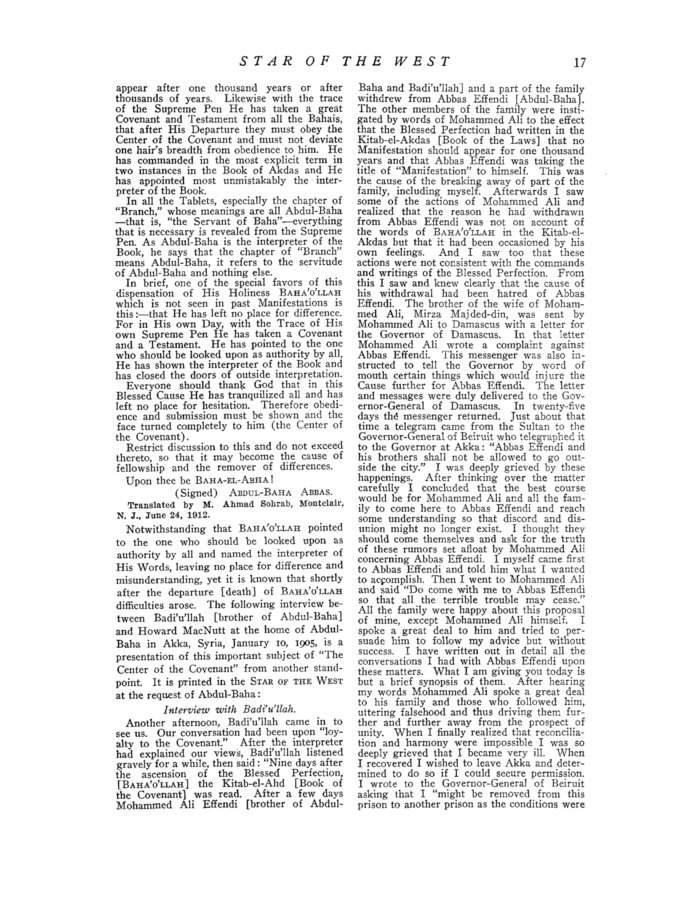 STAR OF THE WEST 17
appear after one thousand years or after
thousands of years. Likewise with the trace
of the Supreme Pen He has taken a great
Covenant and Testament from all the Bahais,
that after His Departure they must obey the
Center of the Covenant and must not deviate
one hair's breadth from obedience to him. He
has commanded in the most explicit term in
two instances in the Book of Akdas and He
has appointed most unmistakably the inter-
preter of the Book.
In all the Tablets, especially the chapter of
"Branch," whose meanings are all Abdul-Baha
—that is, "the Servant of Baha"—everything
that is necessary is revealed from the Supreme
Pen. As Abdul-Baha is the interpreter of the
Book, he says that the chapter of "Branch"
means Abdul-Baha, it refers to the servitude
of Abdul-Baha and nothing else.
In brief, one of the special favors of this
dispensation of His Holiness BAHA'O'LLAH
which is not seen in past Manifestations is
this:—that He has left no place for difference.
For in His own Day, with the Trace of His
own Supreme Pen He has taken a Covenant
and a Testament. He has pointed to the one
who should be looked upon as authority by all,
He has shown the interpreter of the Book and
has closed the doors of outside interpretation.
Everyone should thank God that in this
Blessed Cause He has tranquilized all and has
left no place for hesitation. Therefore obedi-
ence and submission must be shown and the
face turned completely to him (the Center of
the Covenant).
Restrict discussion to this and do not exceed
thereto, so that it may become the cause of
fellowship and the remover of differences.
Upon thee be BAHA-EL-ABHA!
(Signed) ABDUL-BAHA ABBAS.
Translated by M. Ahmad Sohrab, Montclair,
N. J., June 24, 1912.
Notwithstanding that BAHA'O'LLAH pointed
to the one who should be looked upon as
authority by all and named the interpreter of
His Words, leaving no place for difference and
misunderstanding, yet it is known that shortly
after the departure [death] of BAHA'O'LLAH
difficulties arose. The following interview be-
tween Badi'u'llah [brother of Abdul-Baha]
and Howard MacNutt at the home of Abdul-
Baha in Akka, Syria, January 10, 1905, is a
presentation of this important subject of "The
Center of the Covenant" from another stand-
point. It is printed in the STAR OF THE WEST
at the request of Abdul-Baha:
Interview with Badi'u'llah.
Another afternoon, Badi'u'llah came in to
see us. Our conversation had been upon "loy-
alty to the Covenant." After the interpreter
had explained our views, Badi'u'llah listened
gravely for a while, then said: "Nine days after
the ascension of the Blessed Perfection,
[BAHA'O'LLAH] the Kitab-el-Ahd [Book of
the Covenant] was read. After a few days
Mohammed Ali Effendi [brother of Abdul-
Baha and Badi'u'llah] and a part of the family
withdrew from Abbas Effendi [Abdul-Baha].
The other members of the family were insti-
gated by words of Mohammed Ali to the effect
that the Blessed Perfection had written in the
Kitab-el-Akdas [Book of the Laws] that no
Manifestation should appear for one thousand
years and that Abbas Effendi was taking the
title of "Manifestation" to himself. This was
the cause of the breaking away of part of the
family, including myself. Afterwards I saw
some of the actions of Mohammed Ali and
realized that the reason he had withdrawn
from Abbas Effendi was not on account of
the words of BAHA'O'LLAH in the Kitab-el-
Akdas but that it had been occasioned by his
own feelings. And I saw too that these
actions were not consistent with the commands
and writings of the Blessed Perfection. From
this I saw and knew clearly that the cause of
his withdrawal had been hatred of Abbas
Effendi. The brother of the wife of Moham-
med Ali, Mirza Majded-din, was sent by
Mohammed Ali to Damascus with a letter for
the Governor of Damascus. In that letter
Mohammed Ali wrote a complaint against
Abbas Effendi. This messenger was also in-
structed to tell the Governor by word of
mouth certain things which would injure the
Cause further for Abbas Effendi. The letter
and messages were duly delivered to the Gov-
ernor-General of Damascus. In twenty-five
days the messenger returned. Just about that
time a telegram came from the Sultan to the
Governor-General of Beirut who telegraphed it
to the Governor at Akka: "Abbas Effendi and
his brothers shall not be allowed to go out-
side the city." I was deeply grieved by these
happenings. After thinking over the matter
carefully I concluded that the best course
would be for Mohammed Ali and all the fam-
ily to come here to Abbas Effendi and reach
some understanding so that discord and dis-
union might no longer exist. I thought they
should come themselves and ask for the truth
of these rumors set afloat by Mohammed Ali
concerning Abbas Effendi. I myself came first
to Abbas Effendi and told him what I wanted
to accomplish. Then I went to Mohammed Ali
and said "Do come with me to Abbas Effendi
so that all the terrible trouble may cease."
All the family were happy about this proposal
of mine, except Mohammed Ali himself. I
spoke a great deal to him and tried to per-
suade him to follow my advice but without
success. I have written out in detail all the
conversations I had with Abbas Effendi upon
these matters. What I am giving you today is
but a brief synopsis of them. After hearing
my words Mohammed Ali spoke a great deal
to his family and those who followed him,
uttering falsehood and thus driving them fur-
ther and further away from the prospect of
unity. When I finally realized that reconcilia-
tion and harmony were impossible I was so
deeply grieved that I became very ill. When
I recovered I wished to leave Akka and deter-
mined to do so if I could secure permission.
I wrote to the Governor-General of Beirut
asking that I "might be removed from this
prison to another prison as the conditions were